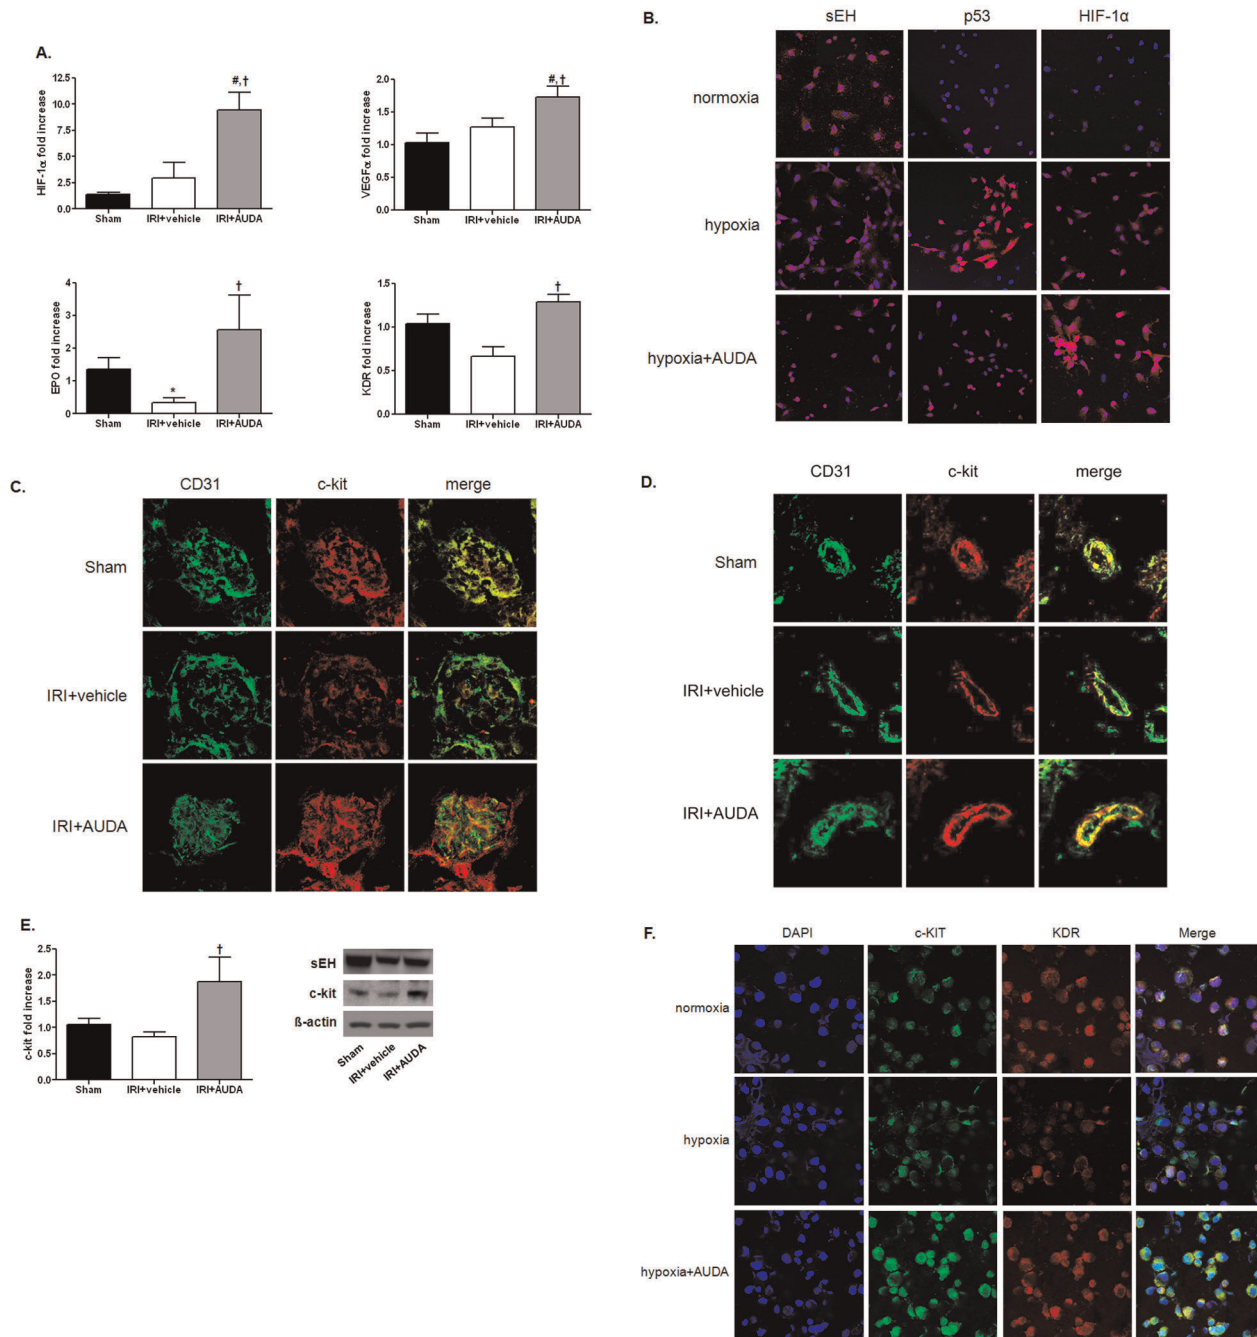 A.
HIF-1α fold increase
12.5
10.0
7.5
5.0
2.5
0.0
#,†
Sham IRI+vehicle IRI+AUDA
VEGFα fold increase
2.0
1.5
1.0
0.5
0.0
#,†
Sham IRI+vehicle IRI+AUDA
EPO fold increase
4
3
2
1
0
*
†
Sham IRI+vehicle IRI+AUDA
KDR fold increase
1.5
1.0
0.5
0.0
†
Sham IRI+vehicle IRI+AUDA
B.
sEH p53 HIF-1α
normoxia
hypoxia
hypoxia+AUDA
C.
CD31 c-kit merge
Sham
IRI+vehicle
IRI+AUDA
D.
CD31 c-kit merge
Sham
IRI+vehicle
IRI+AUDA
E.
c-kit fold increase
2.5
2.0
1.5
1.0
0.5
0.0
†
Sham IRI+vehicle IRI+AUDA
sEH
c-kit
ß-actin
Sham IRI+vehicle IRI+AUDA
F.
DAPI c-KIT KDR Merge
normoxia
hypoxia
hypoxia+AUDA